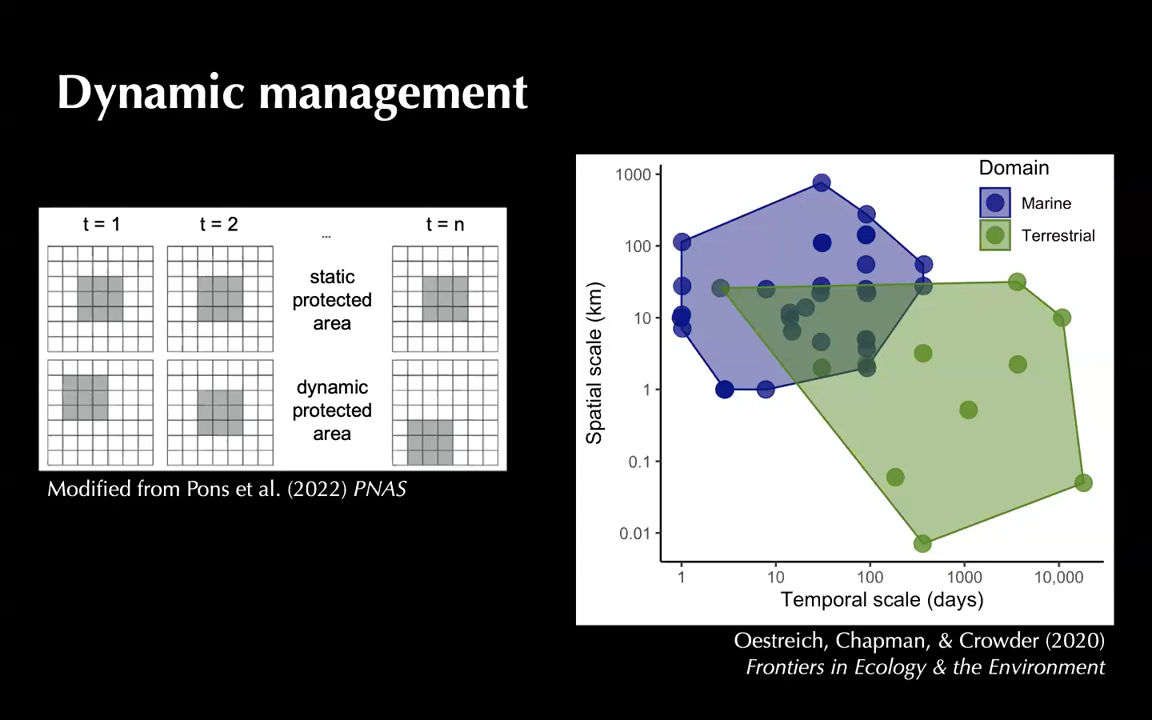 Dynamic management
t = 1
t = 2
...
t = n
static
protected
area
dynamic
protected
area
Modified from Pons et al. (2022) PNAS
Domain
Marine
Terrestrial
1000
100
10
1
0.1
0.01
Spatial scale (km)
1
10
100
1000
10,000
Temporal scale (days)
Oestreich, Chapman, & Crowder (2020)
Frontiers in Ecology & the Environment